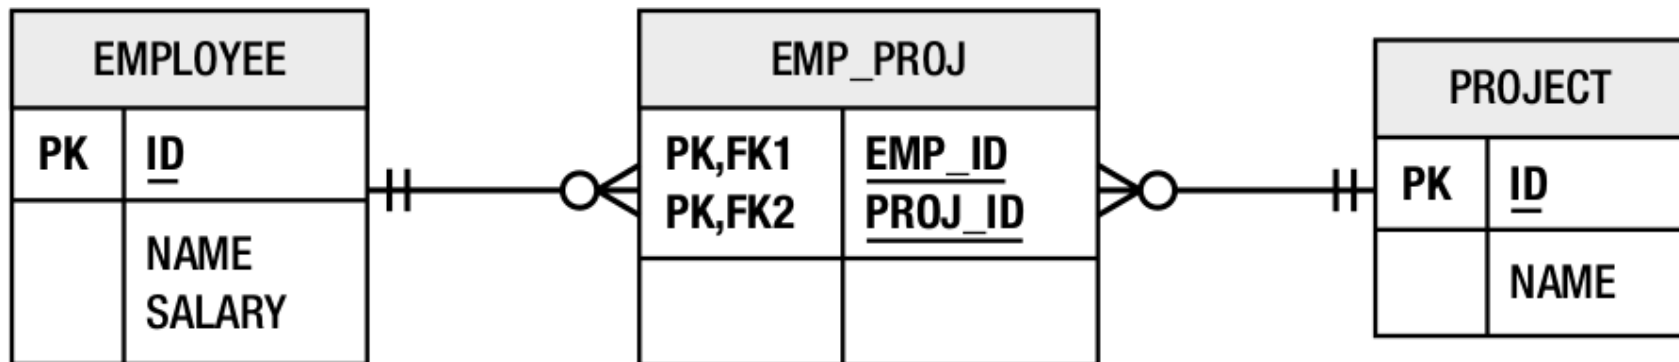 EMPLOYEE
PK ID
NAME
SALARY
EMP_PROJ
PK,FK1 EMP_ID
PK,FK2 PROJ_ID
PROJECT
PK ID
NAME